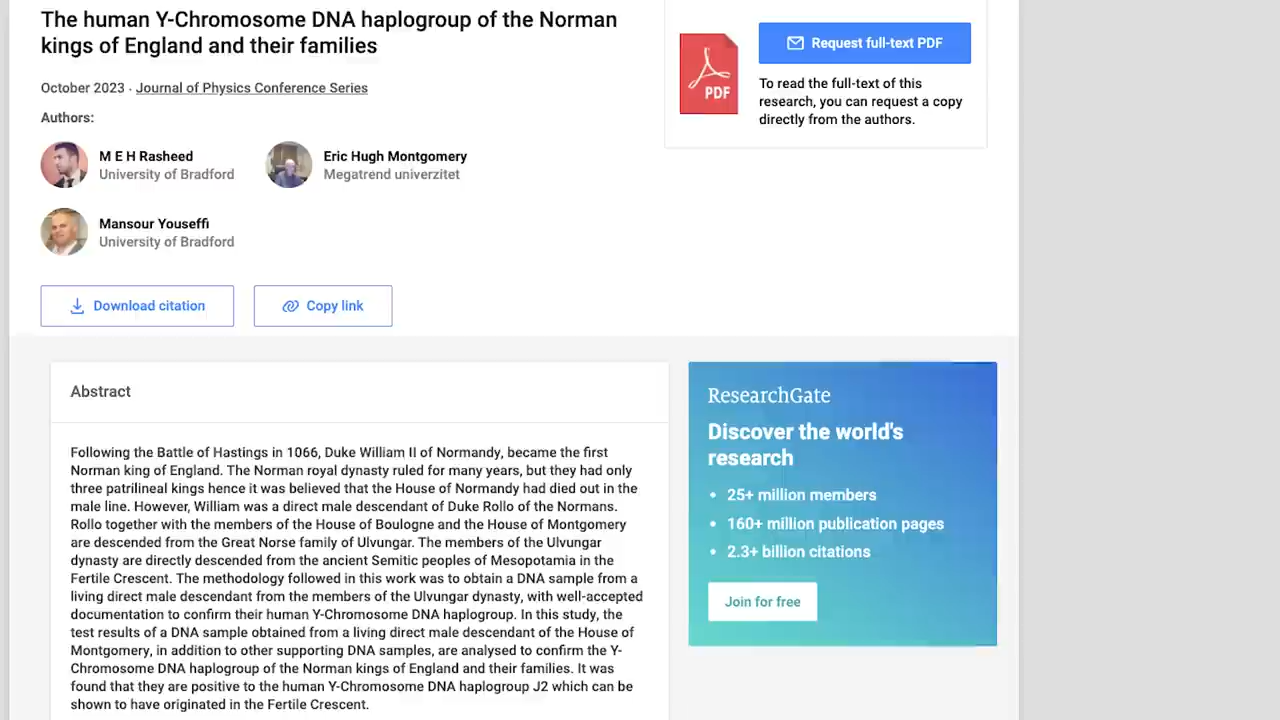 The human Y-Chromosome DNA haplogroup of the Norman
kings of England and their families
October 2023 · Journal of Physics Conference Series
Authors:
M E H Rasheed
University of Bradford
Eric Hugh Montgomery
Megatrend univerzitet
Mansour Youseffi
University of Bradford
Download citation
Copy link
PDF
Request full-text PDF
To read the full-text of this
research, you can request a copy
directly from the authors.
Abstract
Following the Battle of Hastings in 1066, Duke William II of Normandy, became the first
Norman king of England. The Norman royal dynasty ruled for many years, but they had only
three patrilineal kings hence it was believed that the House of Normandy had died out in the
male line. However, William was a direct male descendant of Duke Rollo of the Normans.
Rollo together with the members of the House of Boulogne and the House of Montgomery
are descended from the Great Norse family of Ulvungar. The members of the Ulvungar
dynasty are directly descended from the ancient Semitic peoples of Mesopotamia in the
Fertile Crescent. The methodology followed in this work was to obtain a DNA sample from a
living direct male descendant from the members of the Ulvungar dynasty, with well-accepted
documentation to confirm their human Y-Chromosome DNA haplogroup. In this study, the
test results of a DNA sample obtained from a living direct male descendant of the House of
Montgomery, in addition to other supporting DNA samples, are analysed to confirm the Y-
Chromosome DNA haplogroup of the Norman kings of England and their families. It was
found that they are positive to the human Y-Chromosome DNA haplogroup J2 which can be
shown to have originated in the Fertile Crescent.
ResearchGate
Discover the world's
research
• 25+ million members
• 160+ million publication pages
• 2.3+ billion citations
Join for free